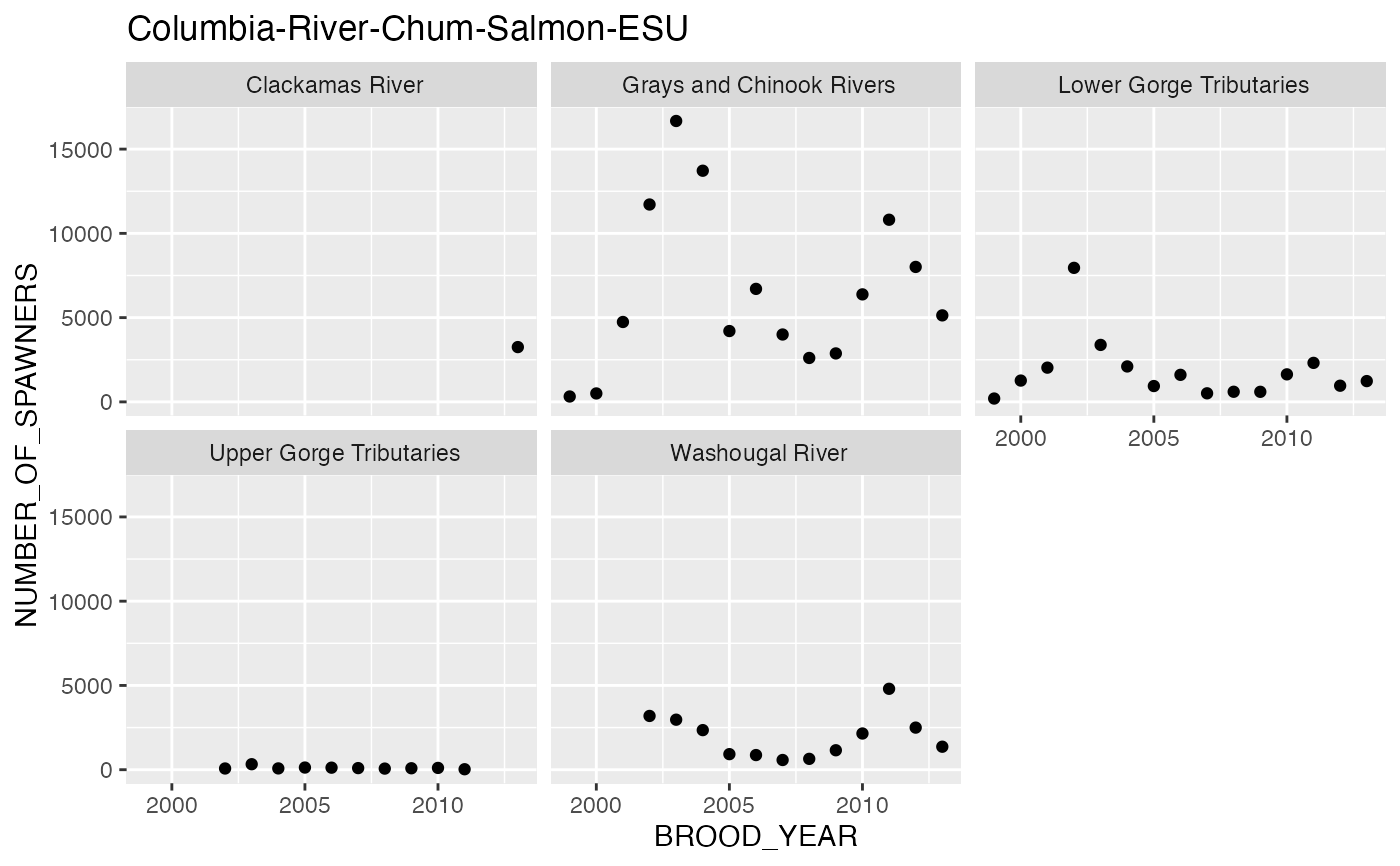 Columbia-River-Chum-Salmon-ESU
Clackamas River
Grays and Chinook Rivers
Lower Gorge Tributaries
15000
10000
5000
0
2000 2005 2010
Upper Gorge Tributaries
Washougal River
15000
10000
5000
0
2000 2005 2010
2000 2005 2010
NUMBER_OF_SPAWNERS
BROOD_YEAR